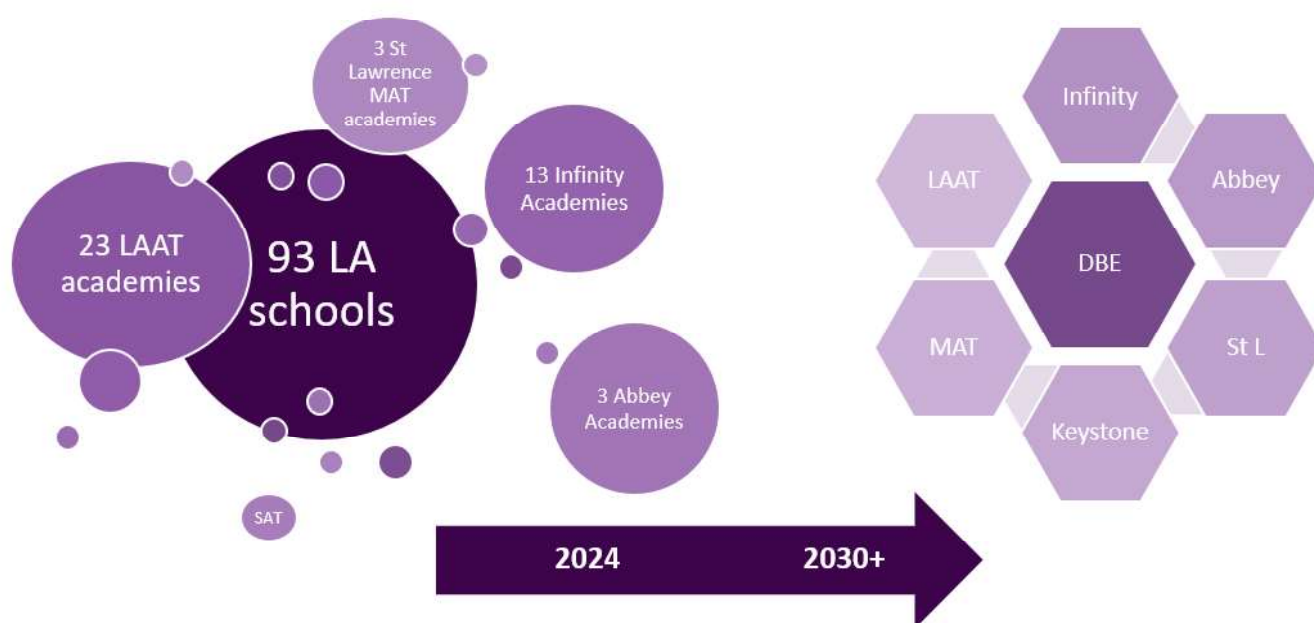 3 St
Lawrence
MAT
academies
23 LAAT
academies
93 LA
schools
13 Infinity
Academies
3 Abbey
Academies
SAT
2024
2030+
Infinity
LAAT
Abbey
DBE
MAT
St L
Keystone